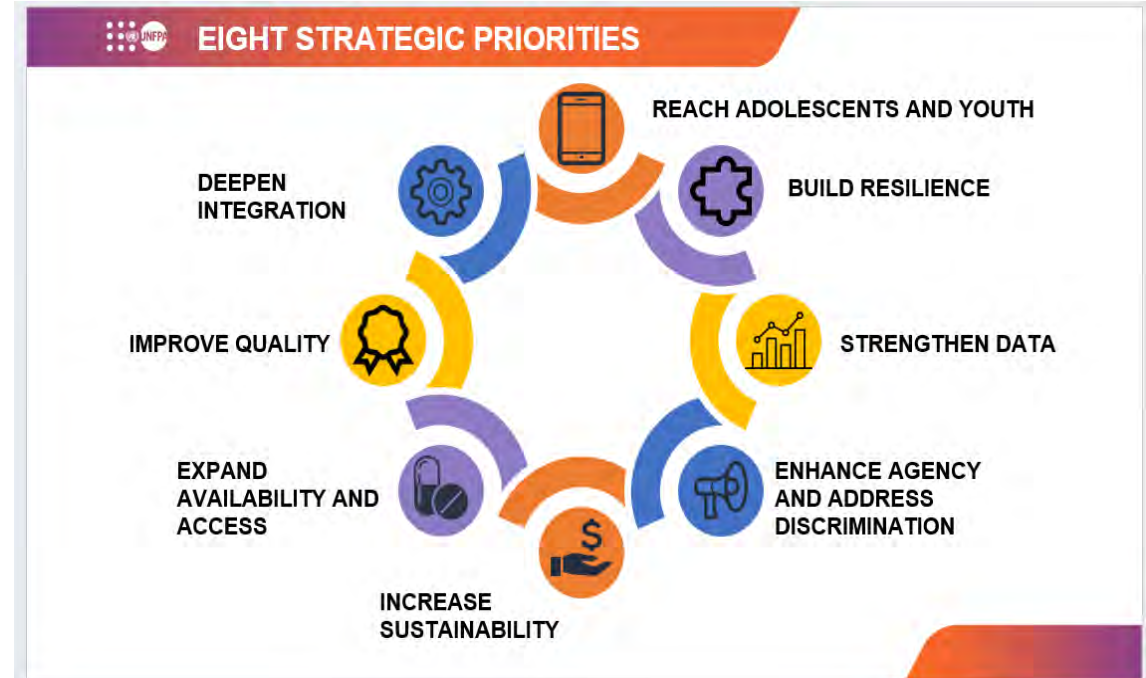 UNFPA
EIGHT STRATEGIC PRIORITIES
REACH ADOLESCENTS AND YOUTH
BUILD RESILIENCE
STRENGTHEN DATA
ENHANCE AGENCY
AND ADDRESS
DISCRIMINATION
INCREASE
SUSTAINABILITY
$
EXPAND
AVAILABILITY AND
ACCESS
IMPROVE QUALITY
DEEPEN
INTEGRATION